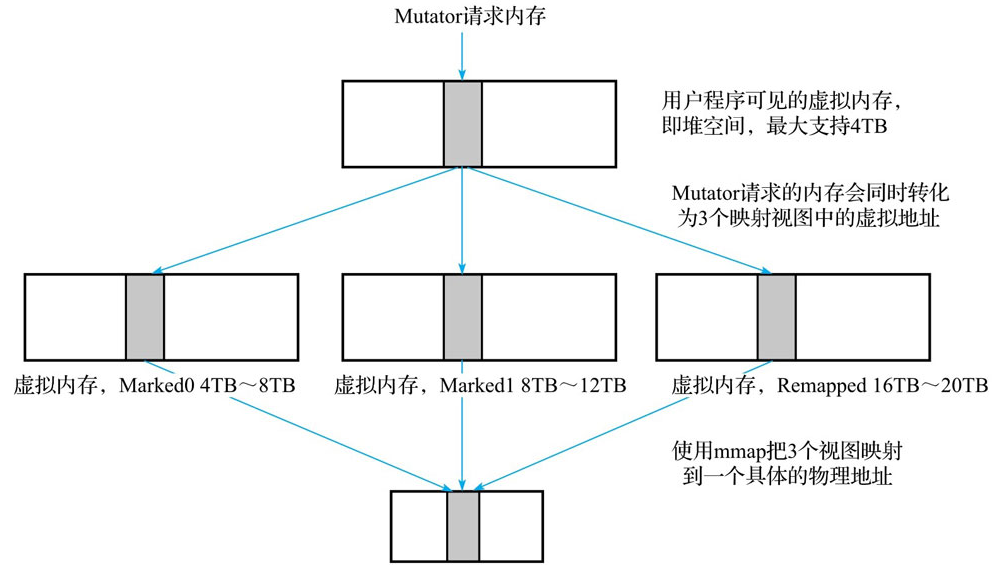 Mutator请求内存
用户程序可见的虚拟内存，
即堆空间，最大支持4TB
Mutator请求的内存会同时转化
为3个映射视图中的虚拟地址
虚拟内存，Marked0 4TB～8TB
虚拟内存，Marked1 8TB～12TB
虚拟内存，Remapped 16TB～20TB
使用mmap把3个视图映射
到一个具体的物理地址